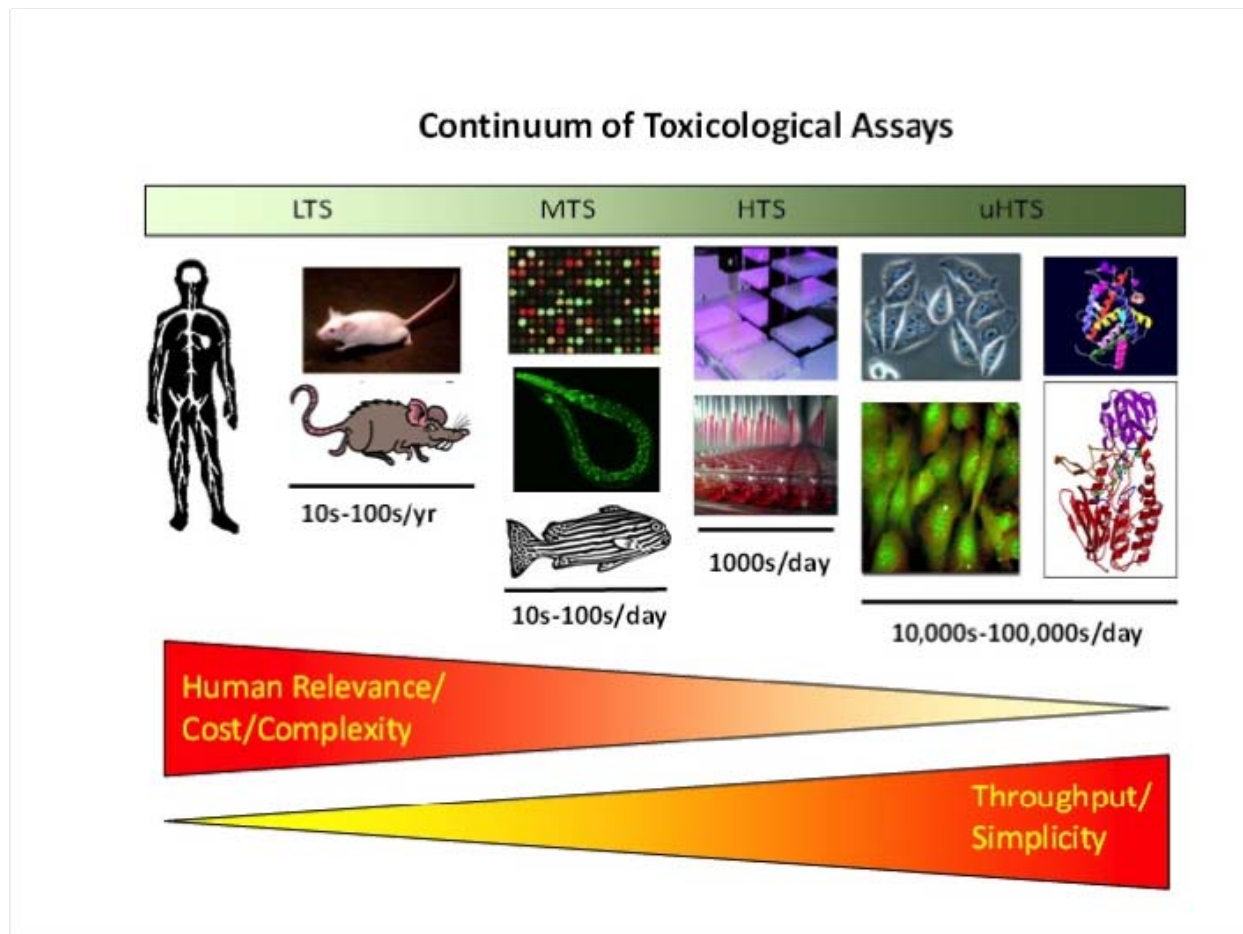 Continuum of Toxicological Assays
LTS MTS HTS uHTS
10s-100s/yr
1000s/day
10s-100s/day
10,000s-100,000s/day
Human Relevance/
Cost/Complexity
Throughput/
Simplicity